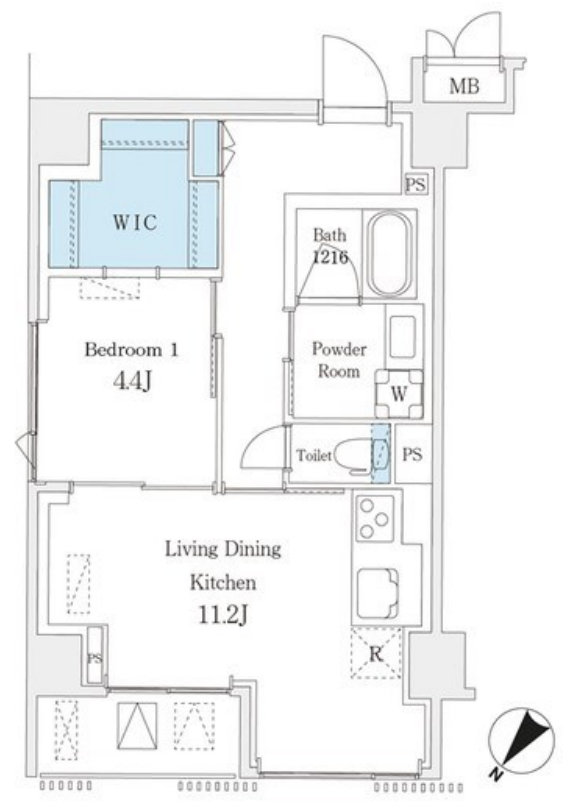 MB
PS
WIC
Bath
1216
Bedroom 1
4.4J
Powder
Room
W
Toilet
PS
Living Dining
Kitchen
11.2J
R
PS
N